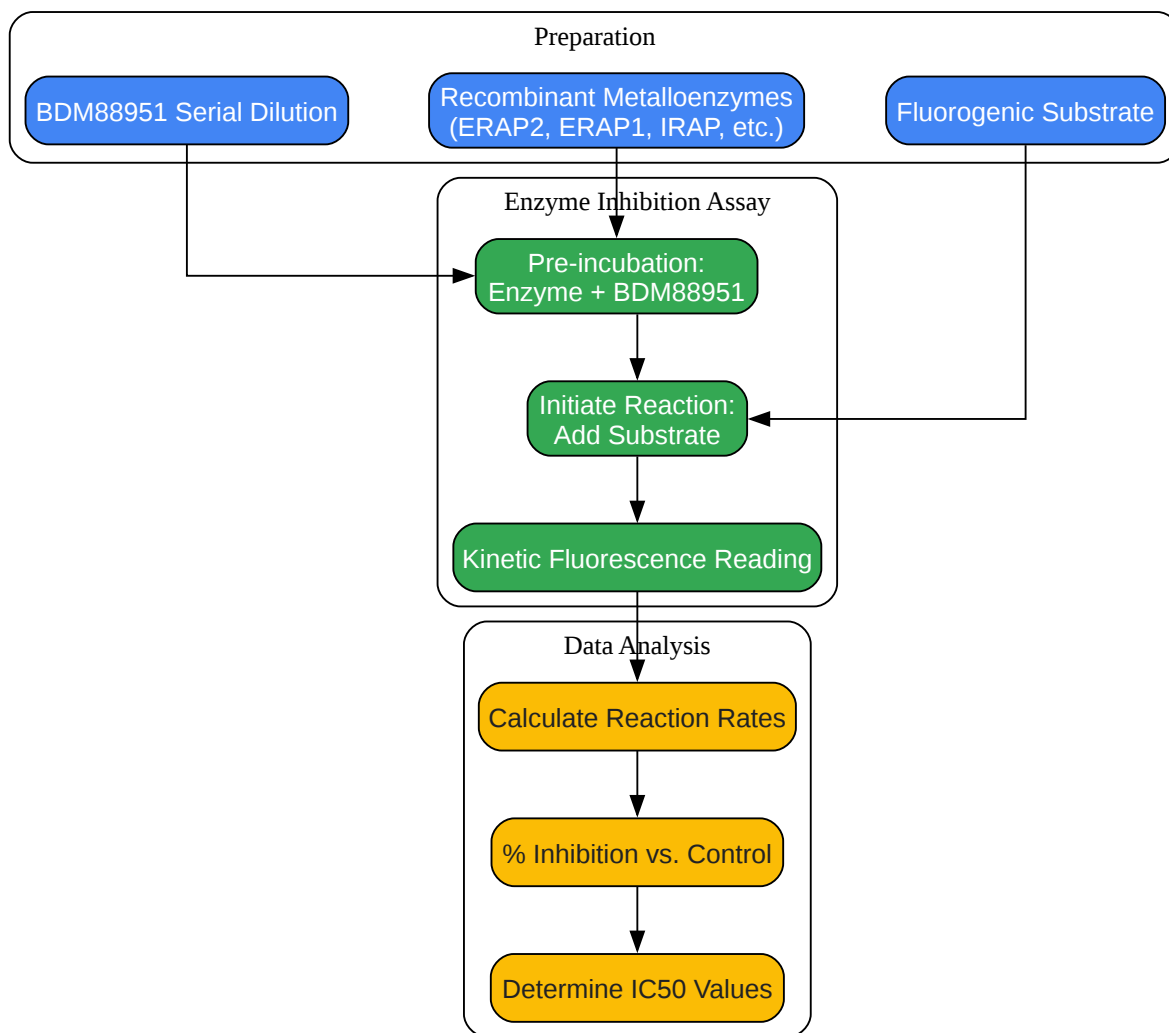 Preparation
BDM88951 Serial Dilution
Recombinant Metalloenzymes
(ERAP2, ERAP1, IRAP, etc.)
Fluorogenic Substrate
Enzyme Inhibition Assay
Pre-incubation:
Enzyme + BDM88951
Initiate Reaction:
Add Substrate
Kinetic Fluorescence Reading
Data Analysis
Calculate Reaction Rates
% Inhibition vs. Control
Determine IC50 Values